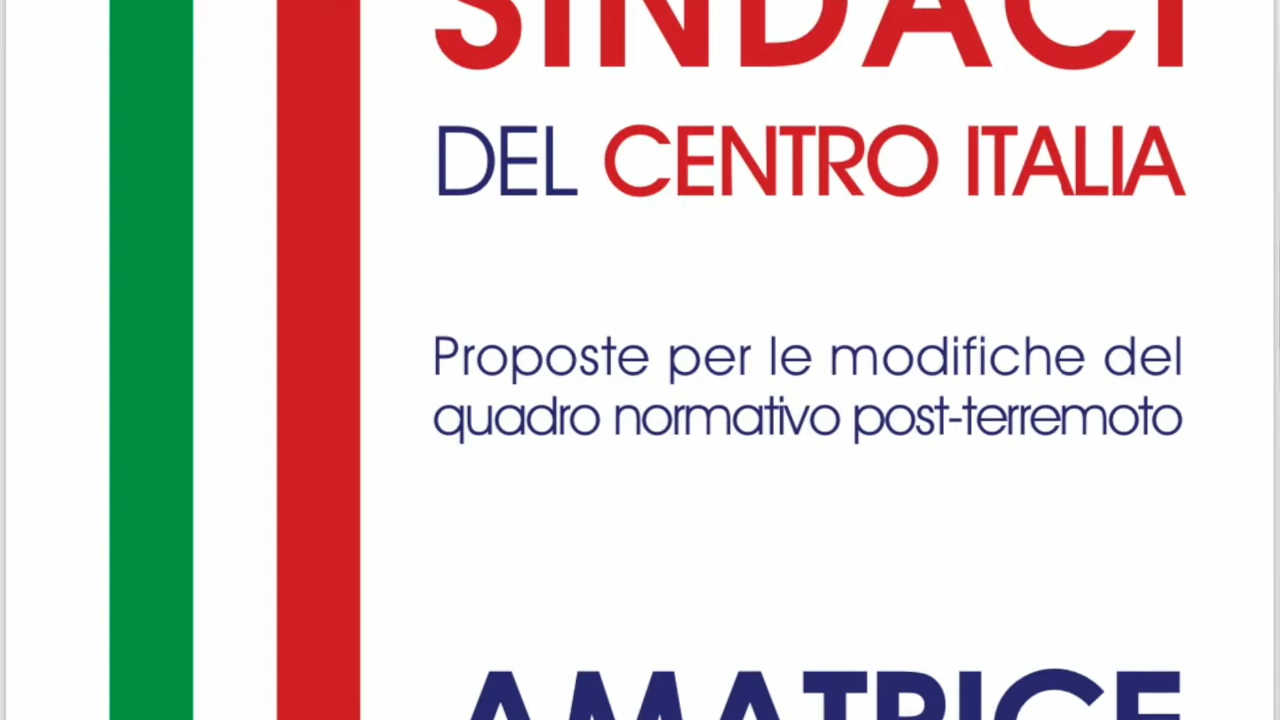 SINDACI
DEL CENTRO ITALIA
Proposte per le modifiche del
quadro normativo post-terremoto
AMATRICE